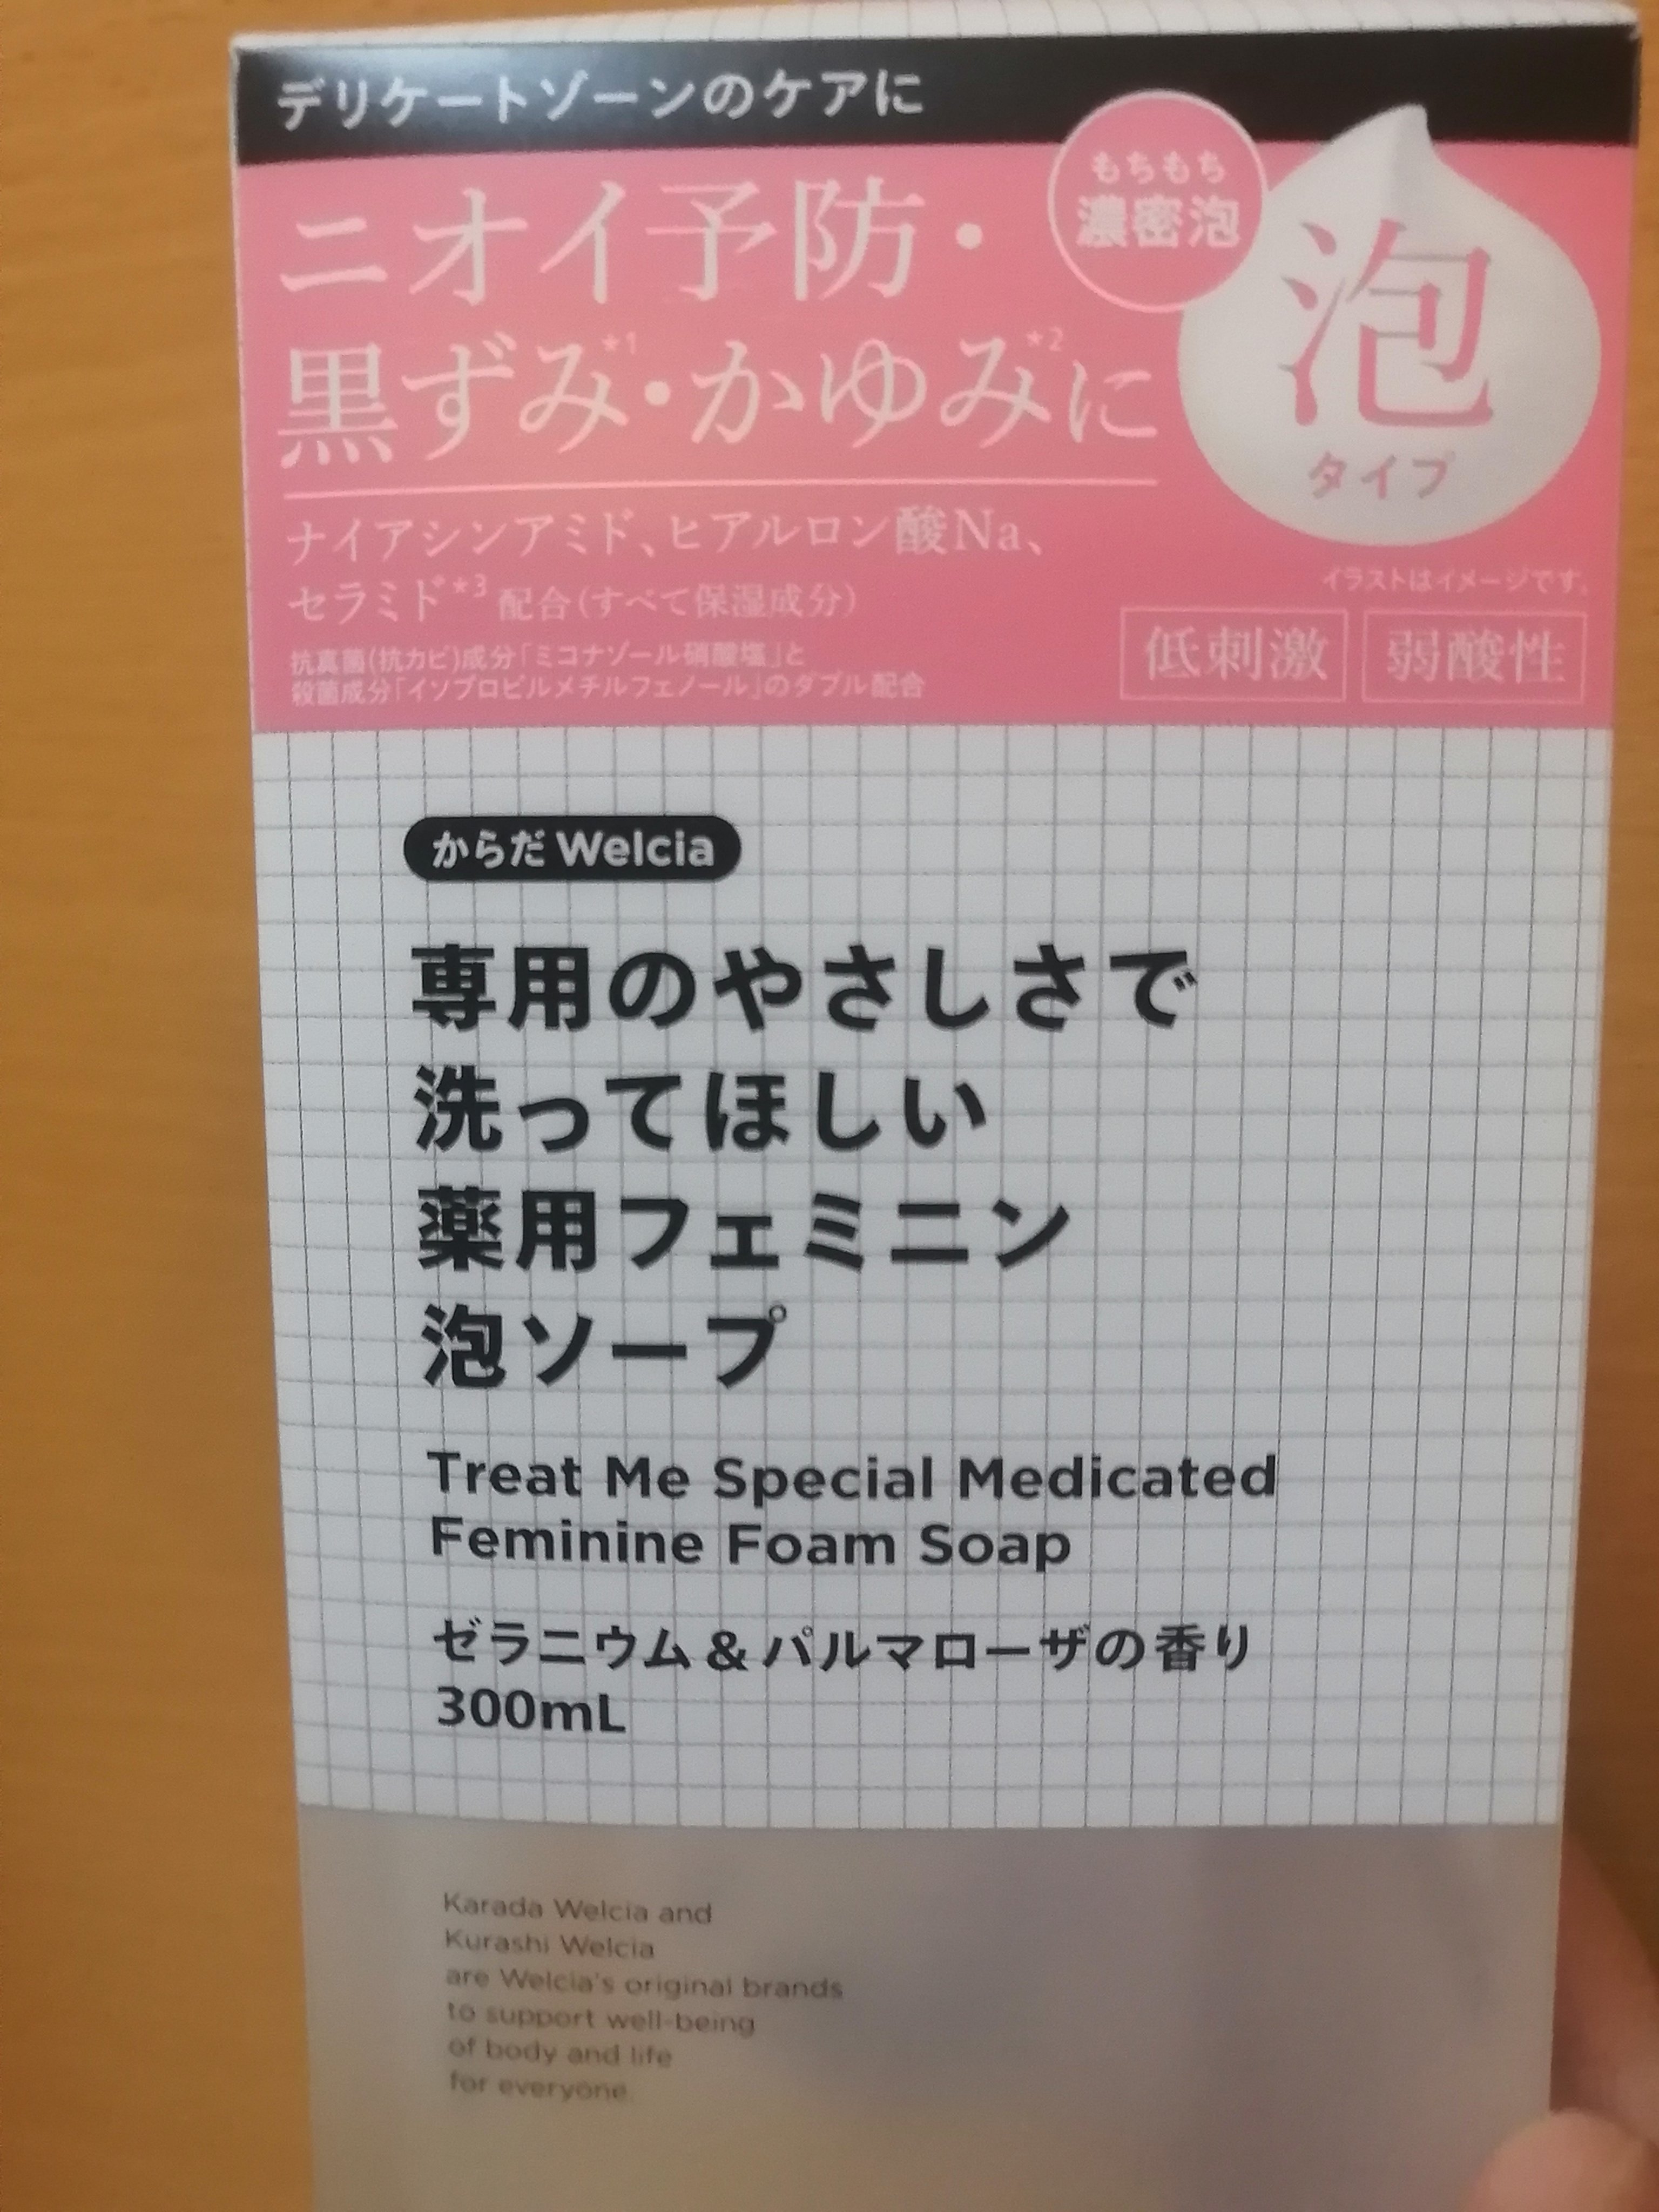 デリケートゾーンのケアに
もちもち
濃密泡
泡
タイプ
ニオイ予防・
黒ずみ*1・かゆみ*2に
ナイアシンアミド、ヒアルロン酸Na、
セラミド**3 配合(すべて保湿成分)
抗真菌(抗カビ)成分「ミコナゾール硝酸塩」と
殺菌成分「イソプロピルメチルフェノール」のダブル配合
イラストはイメージです。
低刺激 弱酸性
からだWelcia
専用のやさしさで
洗ってほしい
薬用フェミニン
泡ソープ
Treat Me Special Medicated
Feminine Foam Soap
ゼラニウム&パルマローザの香り
300mL
Karada Welcia and
Kurashi Welcia
are Welcia's original brands
to support well-being
of body and life
for everyone.